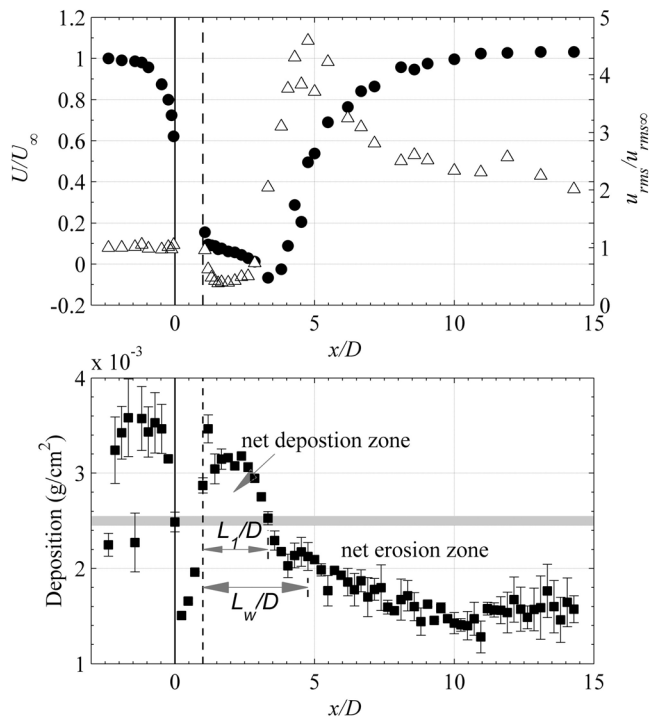 1.2
1
0.8
0.6
0.4
0.2
0
-0.2
U/U∞
5
4
3
2
1
0
u_rms/u_rms∞
0 5 10 15
x/D
x 10⁻³
4
3
2
1
Deposition (g/cm²)
net depostion zone
L₁/D
net erosion zone
L_w/D
0 5 10 15
x/D